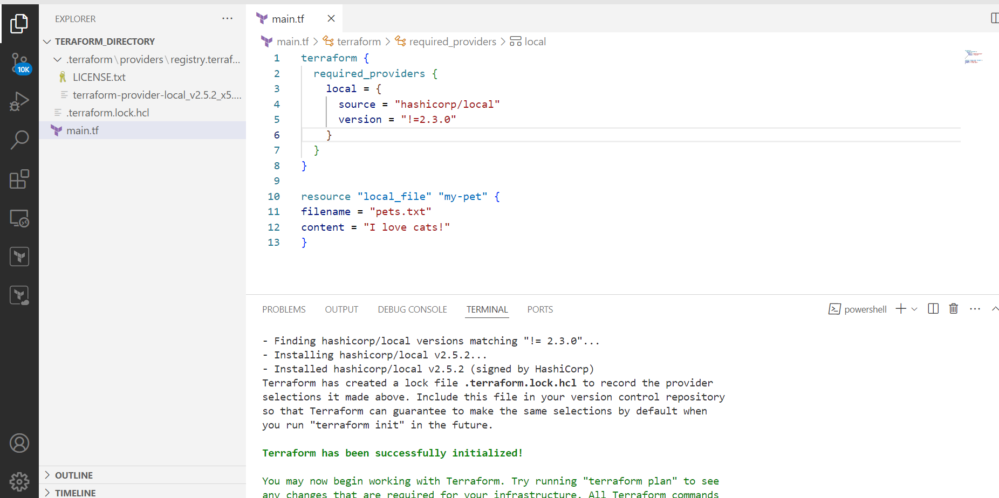 EXPLORER
TERAFORM_DIRECTORY
.terraform\providers\registry.terraf...
LICENSE.txt
terraform-provider-local_v2.5.2_x5....
.terraform.lock.hcl
main.tf
10K
OUTLINE
TIMELINE
main.tf
main.tf > terraform > required_providers > local
1 terraform {
2 required_providers {
3 local = {
4 source = "hashicorp/local"
5 version = "!=2.3.0"
6 }
7 }
8 }
9
10 resource "local_file" "my-pet" {
11 filename = "pets.txt"
12 content = "I love cats!"
13 }
PROBLEMS OUTPUT DEBUG CONSOLE TERMINAL PORTS powershell
- Finding hashicorp/local versions matching "!= 2.3.0"...
- Installing hashicorp/local v2.5.2...
- Installed hashicorp/local v2.5.2 (signed by HashiCorp)
Terraform has created a lock file .terraform.lock.hcl to record the provider
selections it made above. Include this file in your version control repository
so that Terraform can guarantee to make the same selections by default when
you run "terraform init" in the future.
Terraform has been successfully initialized!
You may now begin working with Terraform. Try running "terraform plan" to see
any changes that are required for your infrastructure. All Terraform commands